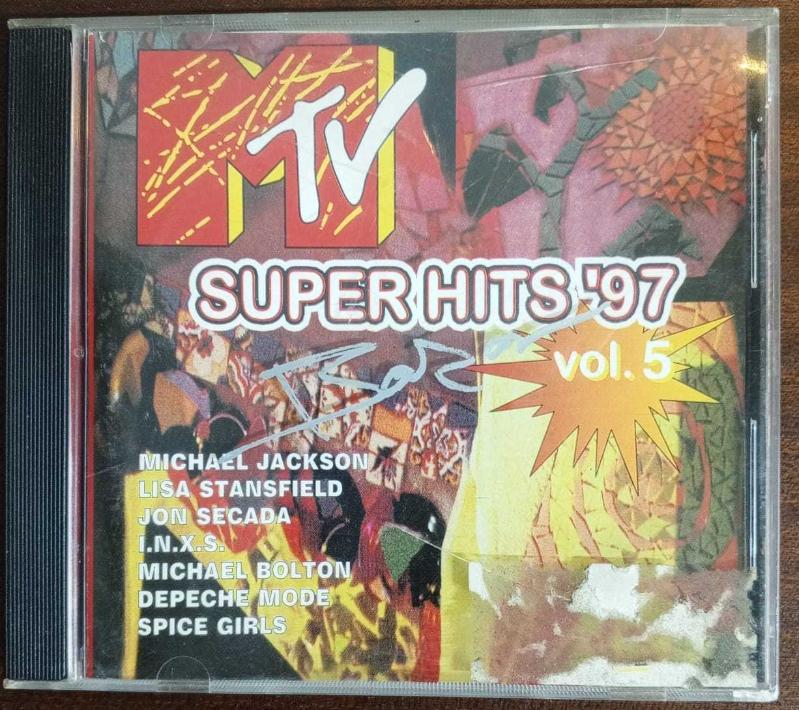 MTV
SUPER HITS '97
vol. 5
MICHAEL JACKSON
LISA STANSFIELD
JON SECADA
I.N.X.S.
MICHAEL BOLTON
DEPECHE MODE
SPICE GIRLS